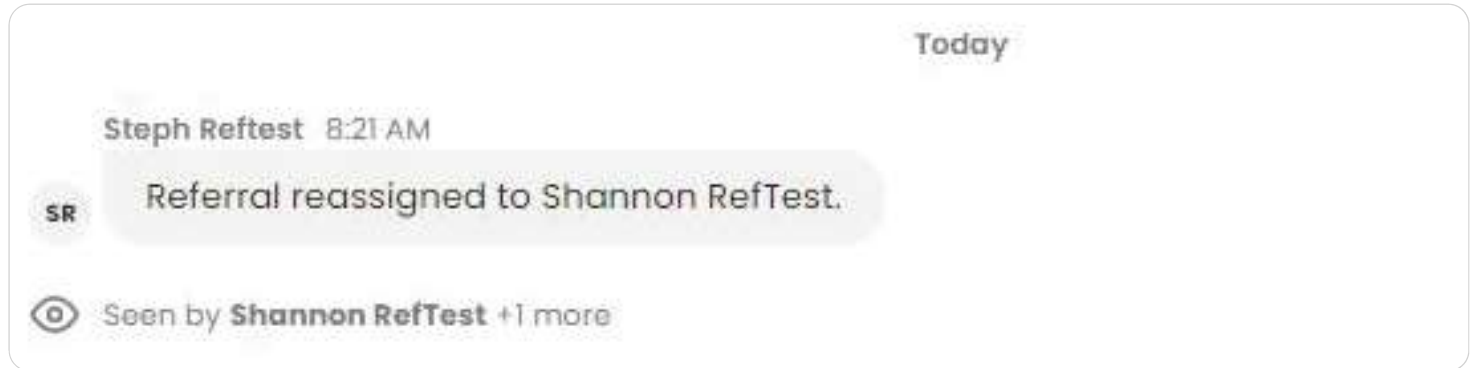 Today
Steph Reftest 8:21 AM
Referral reassigned to Shannon RefTest.
SR
Seen by Shannon RefTest +1 more